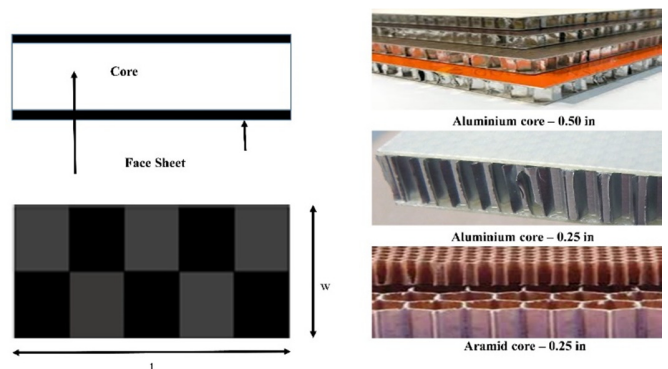 Core
Face Sheet
w
l
Aluminium core – 0.50 in
Aluminium core – 0.25 in
Aramid core – 0.25 in